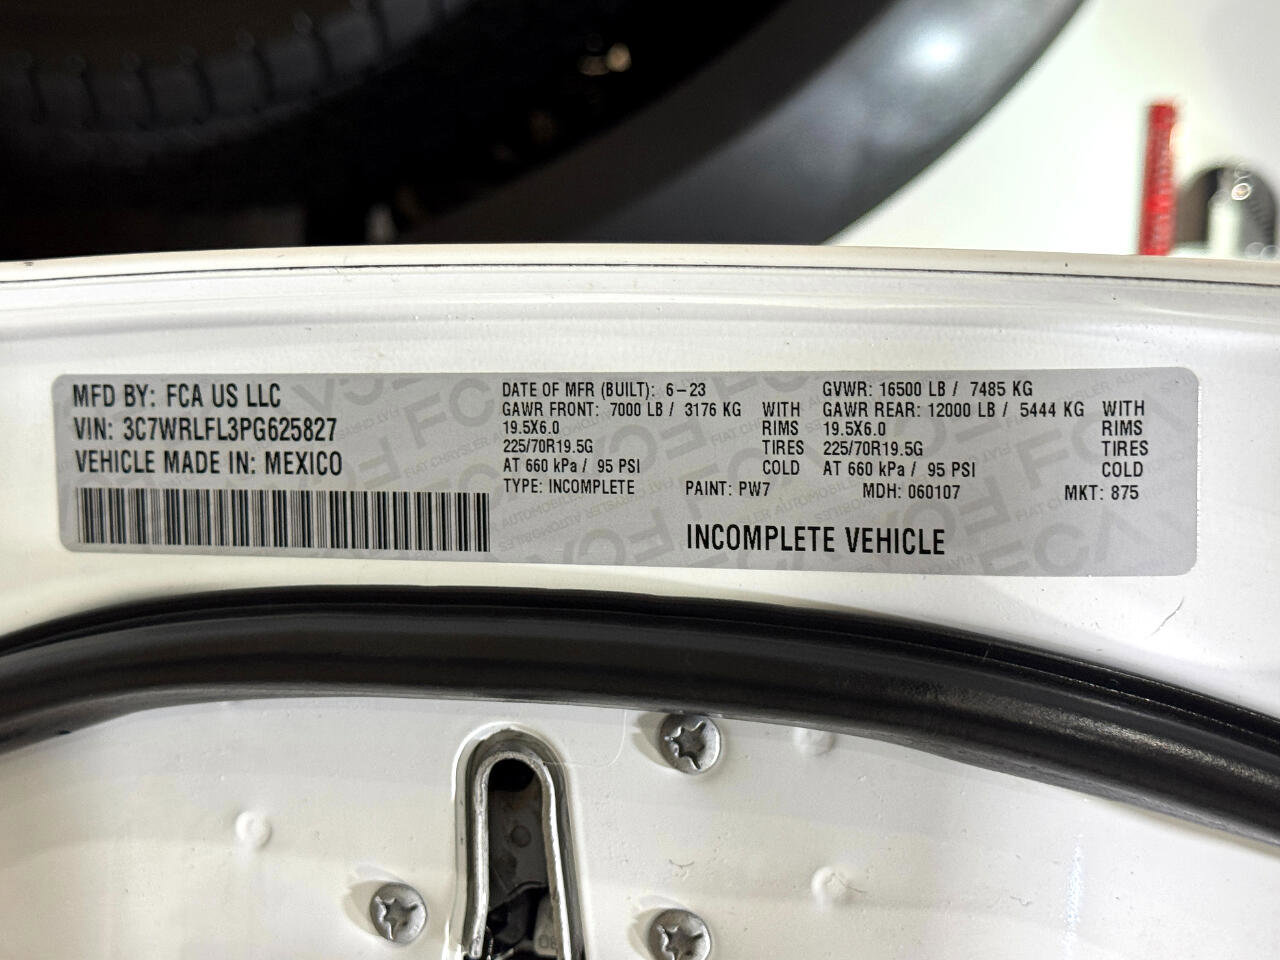 MFD BY: FCA US LLC
VIN: 3C7WRLFL3PG625827
VEHICLE MADE IN: MEXICO
DATE OF MFR (BUILT): 6-23
GAWR FRONT: 7000 LB / 3176 KG WITH
19.5X6.0 RIMS
225/70R19.5G TIRES
AT 660 kPa / 95 PSI COLD
TYPE: INCOMPLETE PAINT: PW7 MDH: 060107 MKT: 875
GVWR: 16500 LB / 7485 KG
GAWR REAR: 12000 LB / 5444 KG WITH
19.5X6.0 RIMS
225/70R19.5G TIRES
AT 660 kPa / 95 PSI COLD
INCOMPLETE VEHICLE